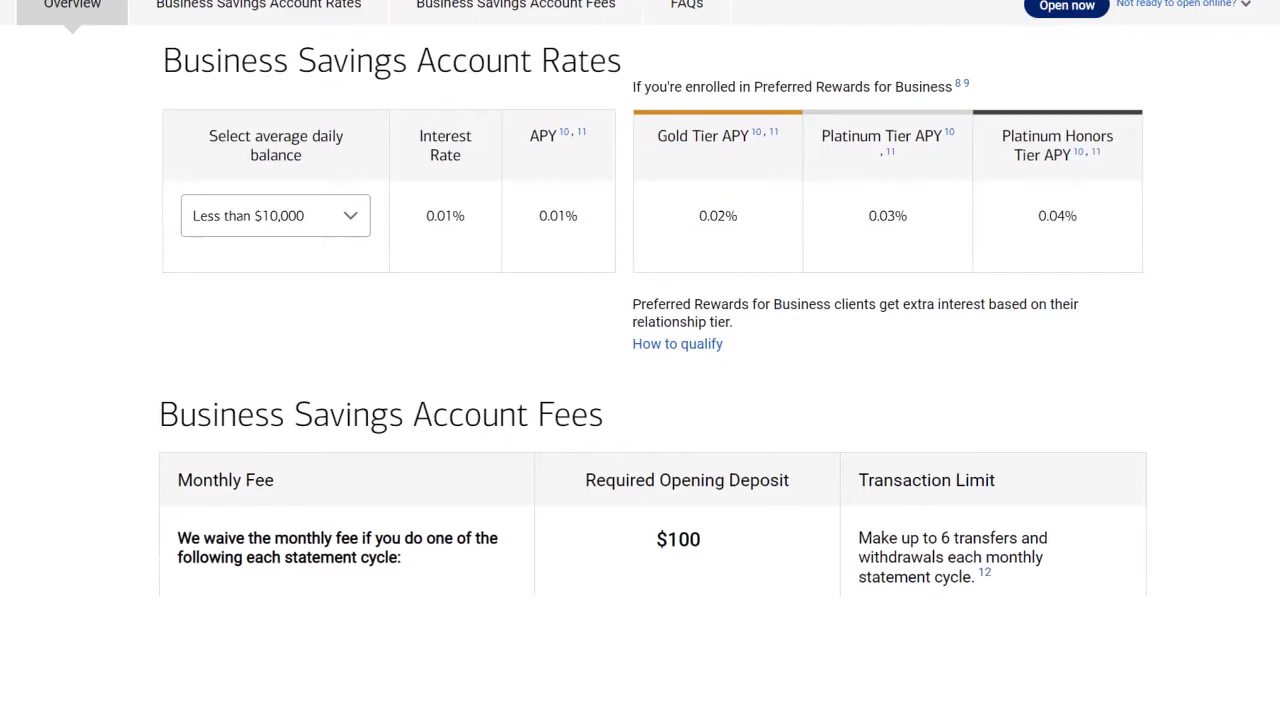 Overview
Business Savings Account Rates
Business Savings Account Fees
FAQs
Open now
Not ready to open online?
Business Savings Account Rates
If you're enrolled in Preferred Rewards for Business 8 9
Select average daily
balance
Interest
Rate
APY 10 , 11
Gold Tier APY 10 , 11
Platinum Tier APY 10
, 11
Platinum Honors
Tier APY 10 , 11
Less than $10,000
0.01%
0.01%
0.02%
0.03%
0.04%
Preferred Rewards for Business clients get extra interest based on their
relationship tier.
How to qualify
Business Savings Account Fees
Monthly Fee
Required Opening Deposit
Transaction Limit
We waive the monthly fee if you do one of the
following each statement cycle:
$100
Make up to 6 transfers and
withdrawals each monthly
statement cycle. 12